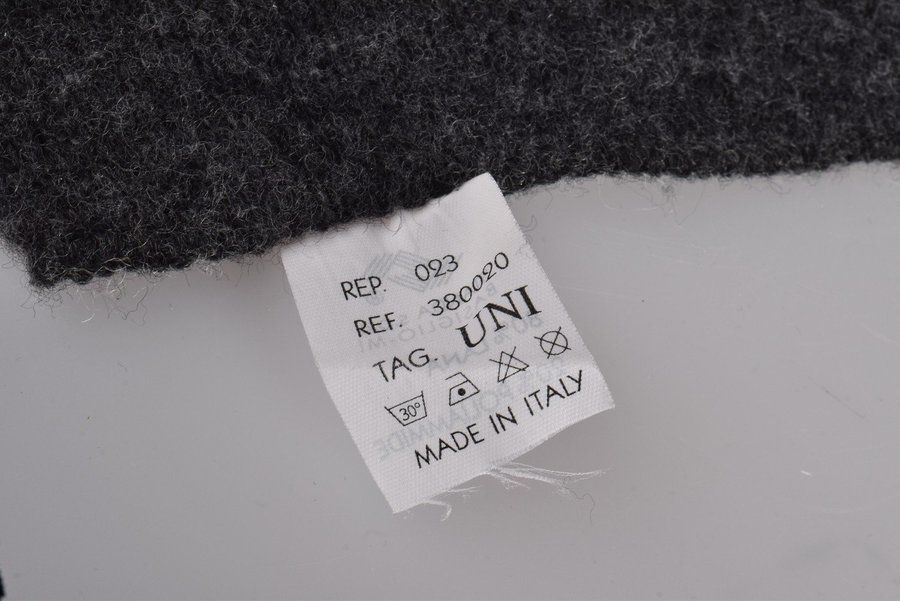 REP. 023
REF. 380020
TAG. UNI
30°
MADE IN ITALY